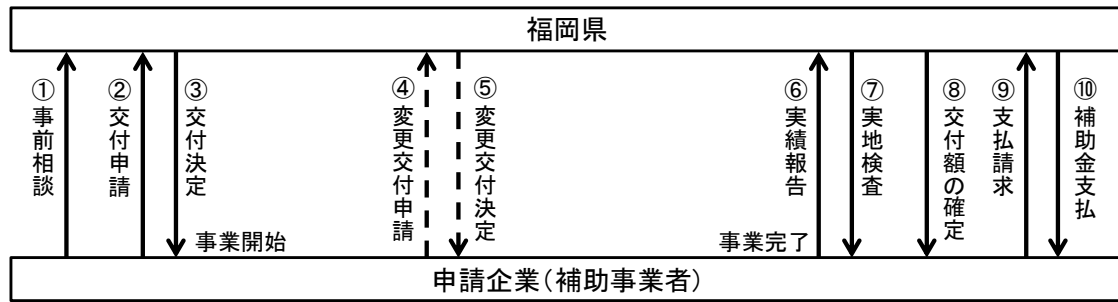 福岡県
①事前相談
②交付申請
③交付決定
④変更交付申請
⑤変更交付決定
⑥実績報告
⑦実地検査
⑧交付額の確定
⑨支払請求
⑩補助金支払
事業開始
事業完了
申請企業(補助事業者)